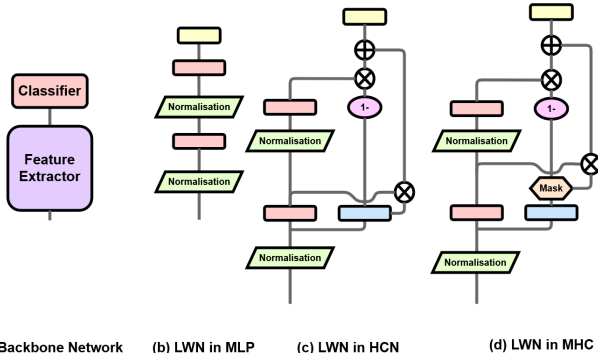 Classifier
Feature
Extractor
Normalisation
Normalisation
1-
Normalisation
Normalisation
1-
Normalisation
Mask
Normalisation
Backbone Network
(b) LWN in MLP
(c) LWN in HCN
(d) LWN in MHC